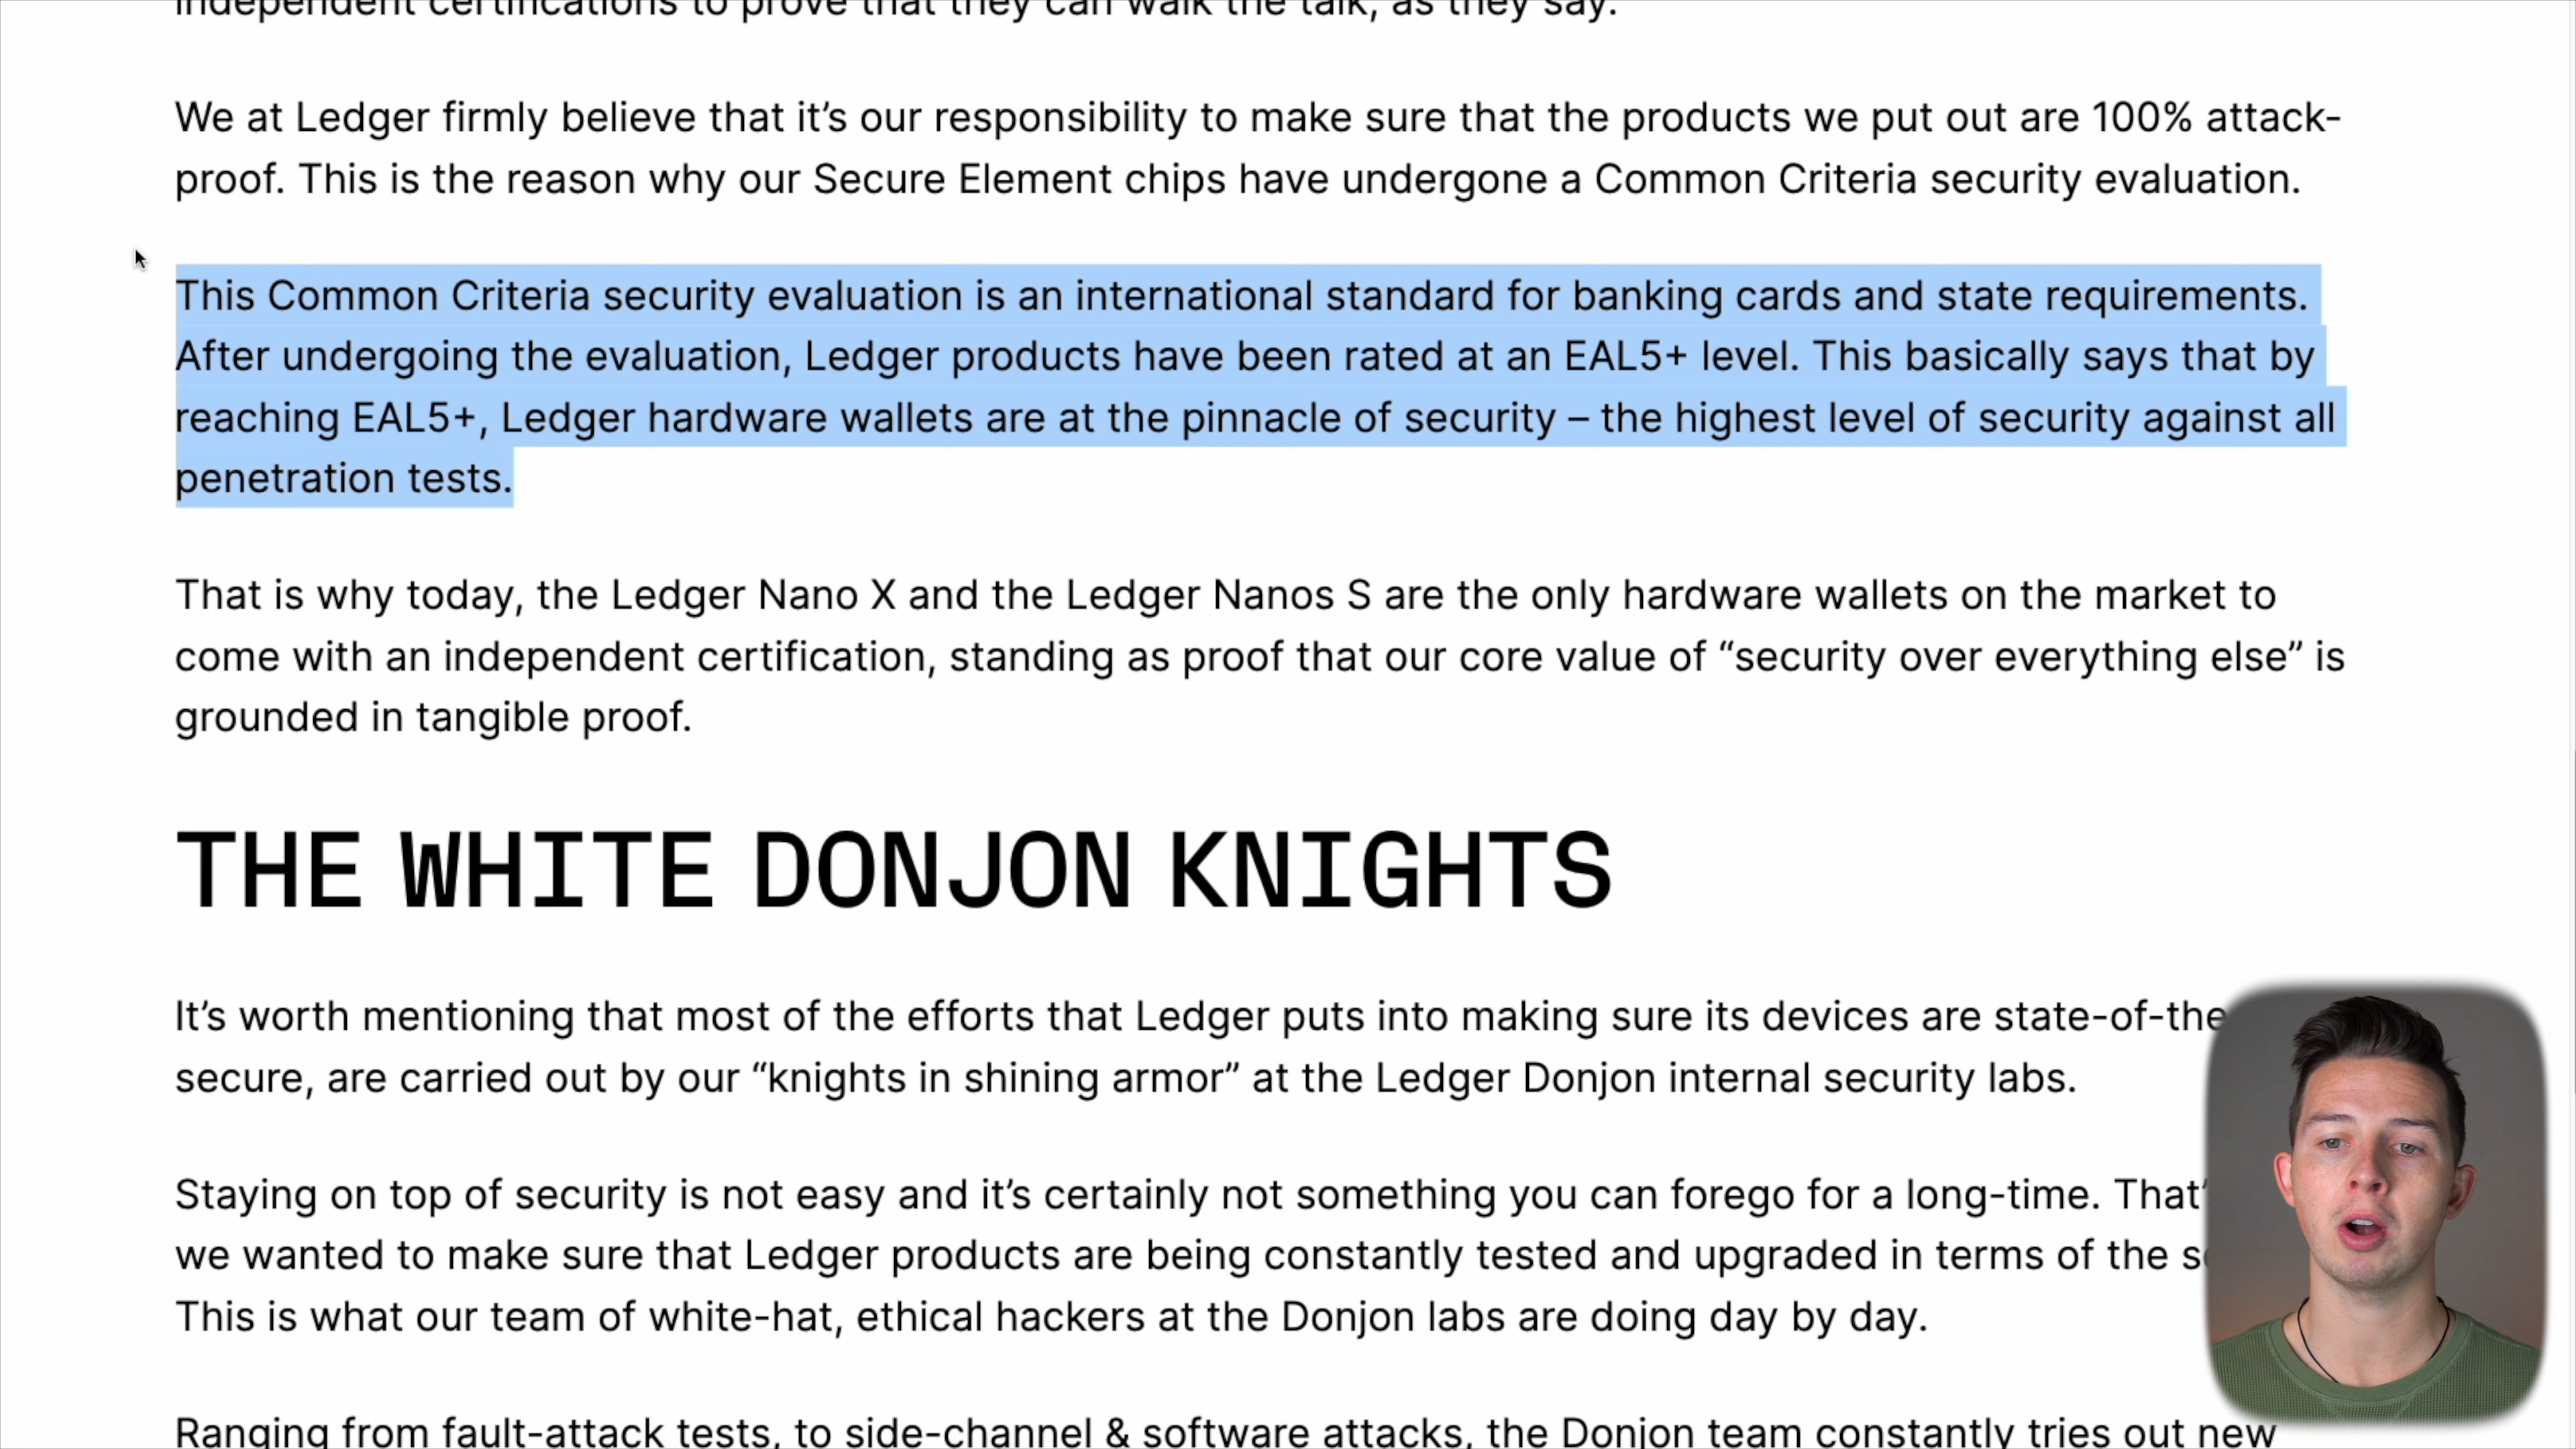 independent certifications to prove that they can walk the talk, as they say.
We at Ledger firmly believe that it’s our responsibility to make sure that the products we put out are 100% attack-
proof. This is the reason why our Secure Element chips have undergone a Common Criteria security evaluation.
This Common Criteria security evaluation is an international standard for banking cards and state requirements.
After undergoing the evaluation, Ledger products have been rated at an EAL5+ level. This basically says that by
reaching EAL5+, Ledger hardware wallets are at the pinnacle of security – the highest level of security against all
penetration tests.
That is why today, the Ledger Nano X and the Ledger Nanos S are the only hardware wallets on the market to
come with an independent certification, standing as proof that our core value of “security over everything else” is
grounded in tangible proof.
THE WHITE DONJON KNIGHTS
It’s worth mentioning that most of the efforts that Ledger puts into making sure its devices are state-of-the
secure, are carried out by our “knights in shining armor” at the Ledger Donjon internal security labs.
Staying on top of security is not easy and it’s certainly not something you can forego for a long-time. That’
we wanted to make sure that Ledger products are being constantly tested and upgraded in terms of the
This is what our team of white-hat, ethical hackers at the Donjon labs are doing day by day.
Ranging from fault-attack tests, to side-channel & software attacks, the Donjon team constantly tries out new